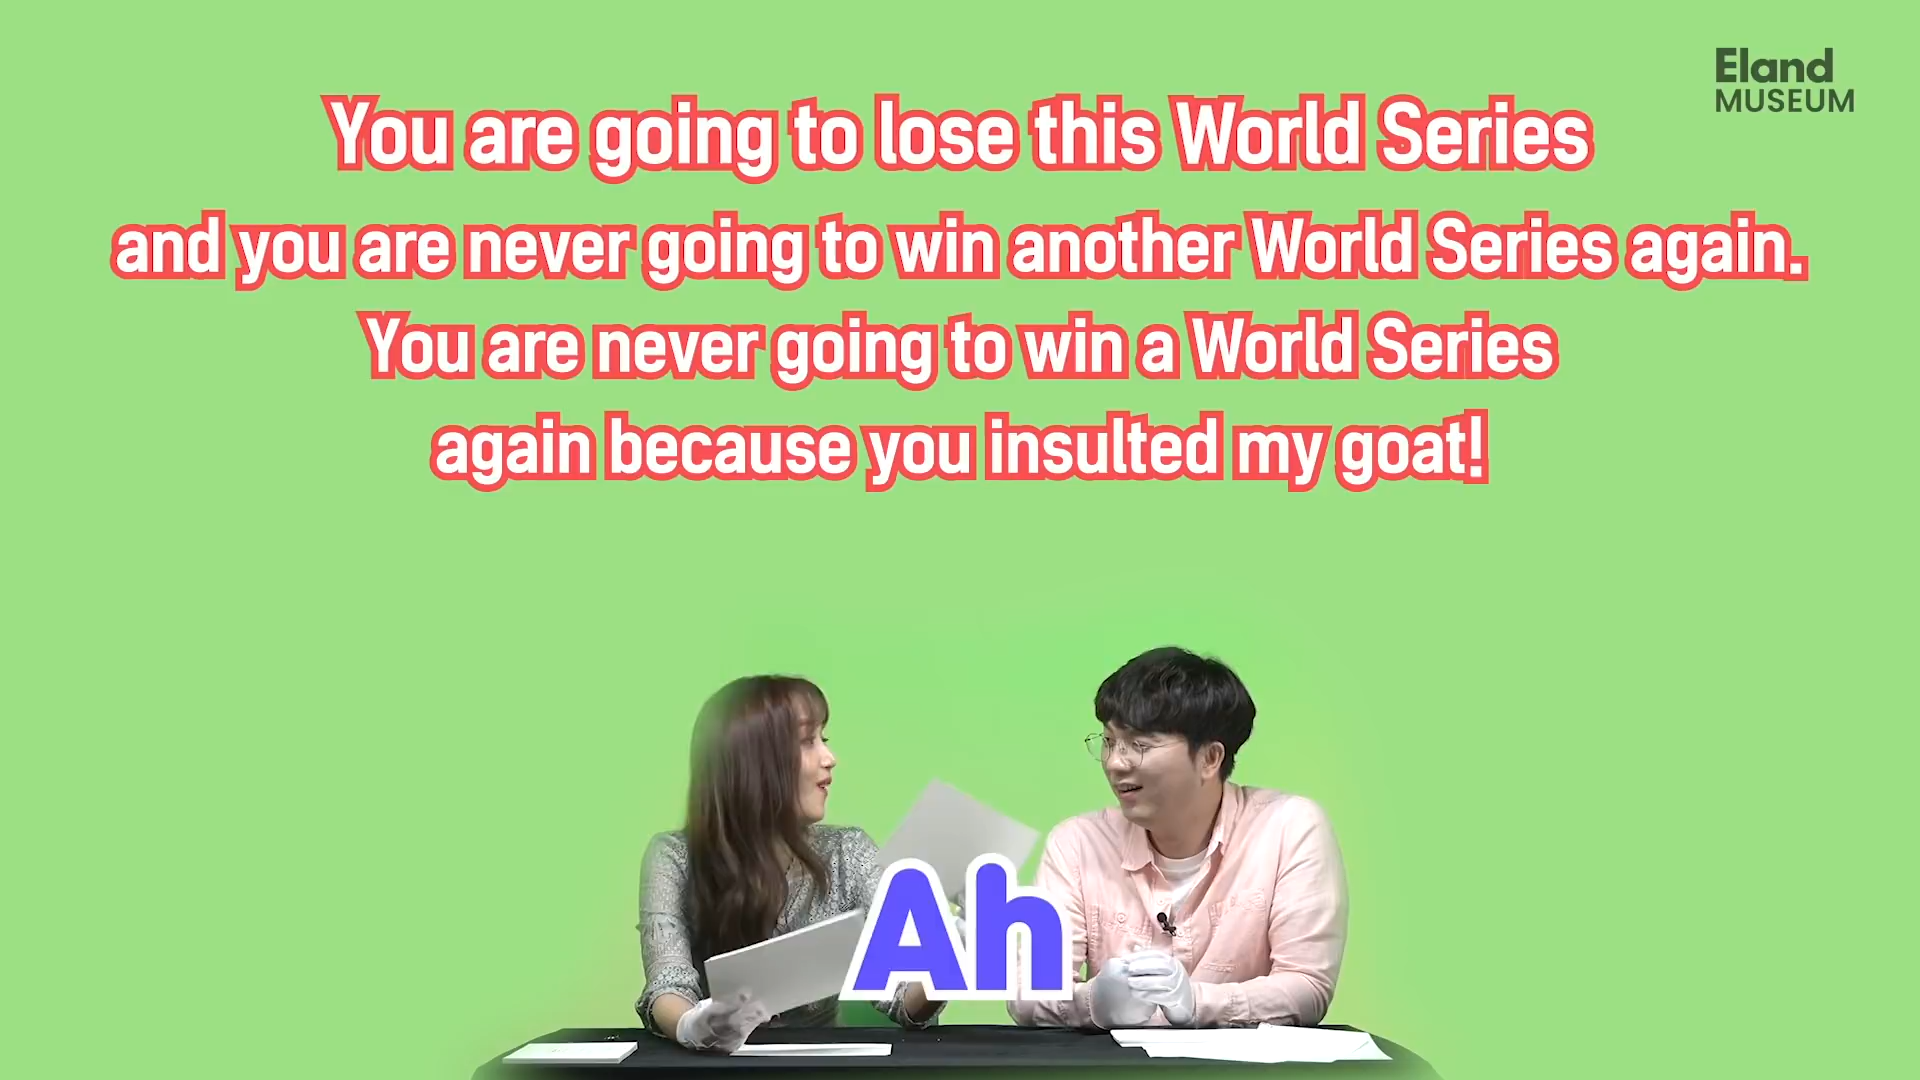 Eland
MUSEUM
You are going to lose this World Series
and you are never going to win another World Series again.
You are never going to win a World Series
again because you insulted my goat!
Ah